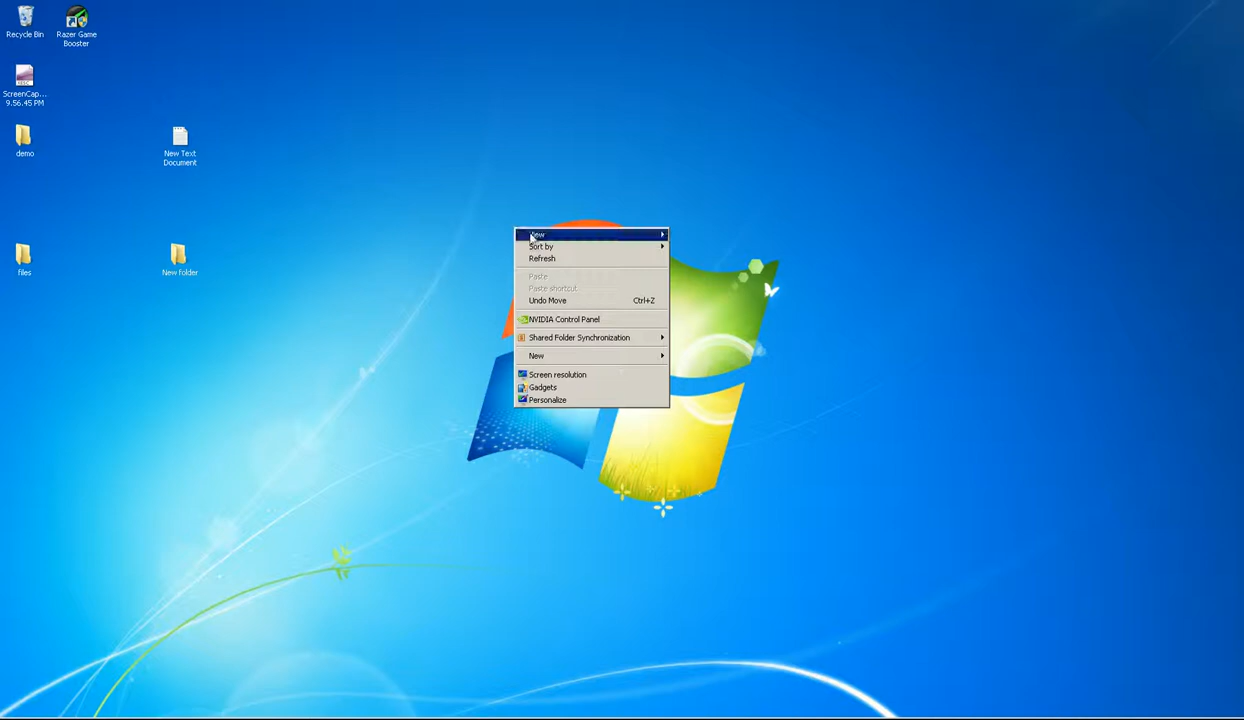 Recycle Bin
Razer Game
Booster
ScreenCap...
9.56.45 PM
demo
New Text
Document
files
New folder
View
Sort by
Refresh
Paste
Paste shortcut
Undo Move Ctrl+Z
NVIDIA Control Panel
Shared Folder Synchronization
New
Screen resolution
Gadgets
Personalize